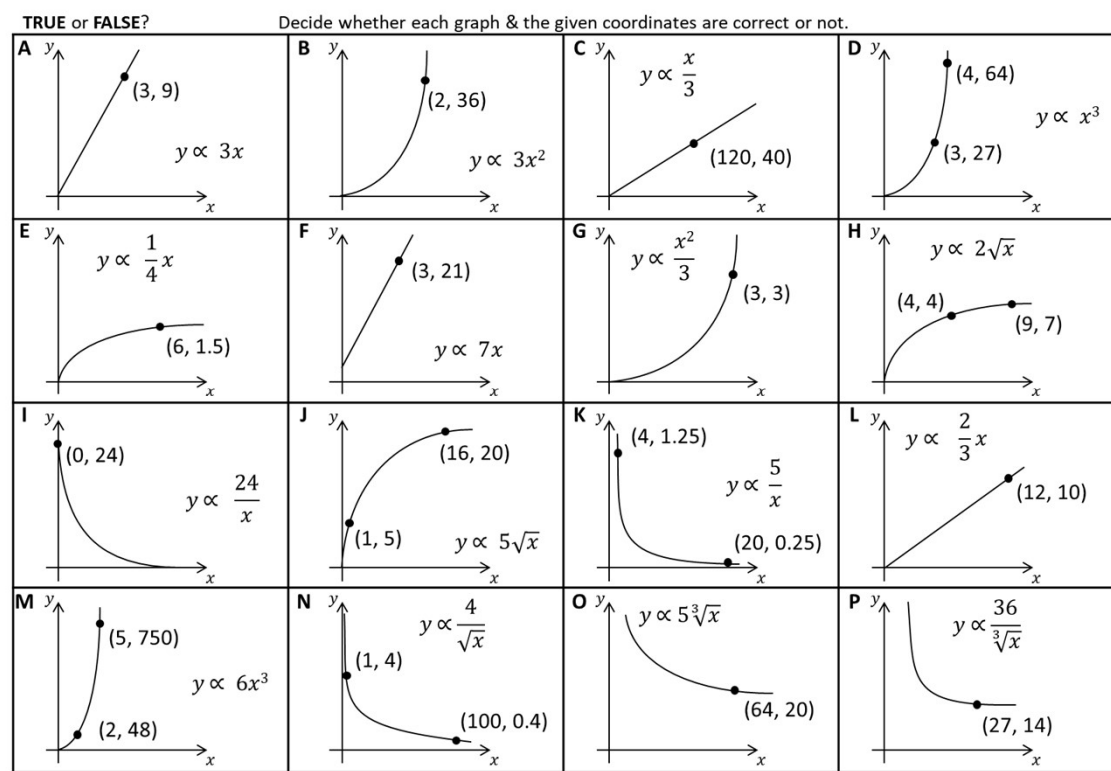 TRUE or FALSE? Decide whether each graph & the given coordinates are correct or not.
A
y
(3, 9)
y ∝ 3x
x
B
y
(2, 36)
y ∝ 3x²
x
C
y
y ∝ x/3
(120, 40)
x
D
y
(4, 64)
y ∝ x³
(3, 27)
x
E
y
y ∝ 1/4 x
(6, 1.5)
x
F
y
(3, 21)
y ∝ 7x
x
G
y
y ∝ x²/3
(3, 3)
x
H
y
y ∝ 2√x
(4, 4)
(9, 7)
x
I
y
(0, 24)
y ∝ 24/x
x
J
y
(16, 20)
(1, 5)
y ∝ 5√x
x
K
y
(4, 1.25)
y ∝ 5/x
(20, 0.25)
x
L
y
y ∝ 2/3 x
(12, 10)
x
M
y
(5, 750)
y ∝ 6x³
(2, 48)
x
N
y
y ∝ 4/√x
(1, 4)
(100, 0.4)
x
O
y
y ∝ 5∛x
(64, 20)
x
P
y
y ∝ 36/∛x
(27, 14)
x